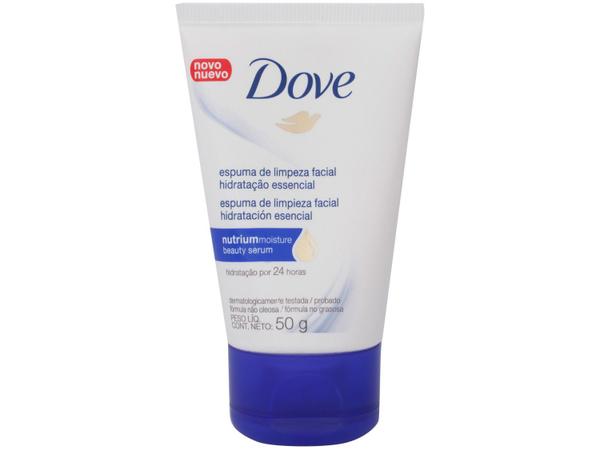 novo
nuevo
Dove
espuma de limpeza facial
hidratação essencial
espuma de limpieza facial
hidratación esencial
nutriummoisture
beauty serum
hidratação por 24 horas
dermatologicamente testada / probado
fórmula não oleosa / fórmula no grasosa
PESO LÍQ.
CONT. NETO: 50 g